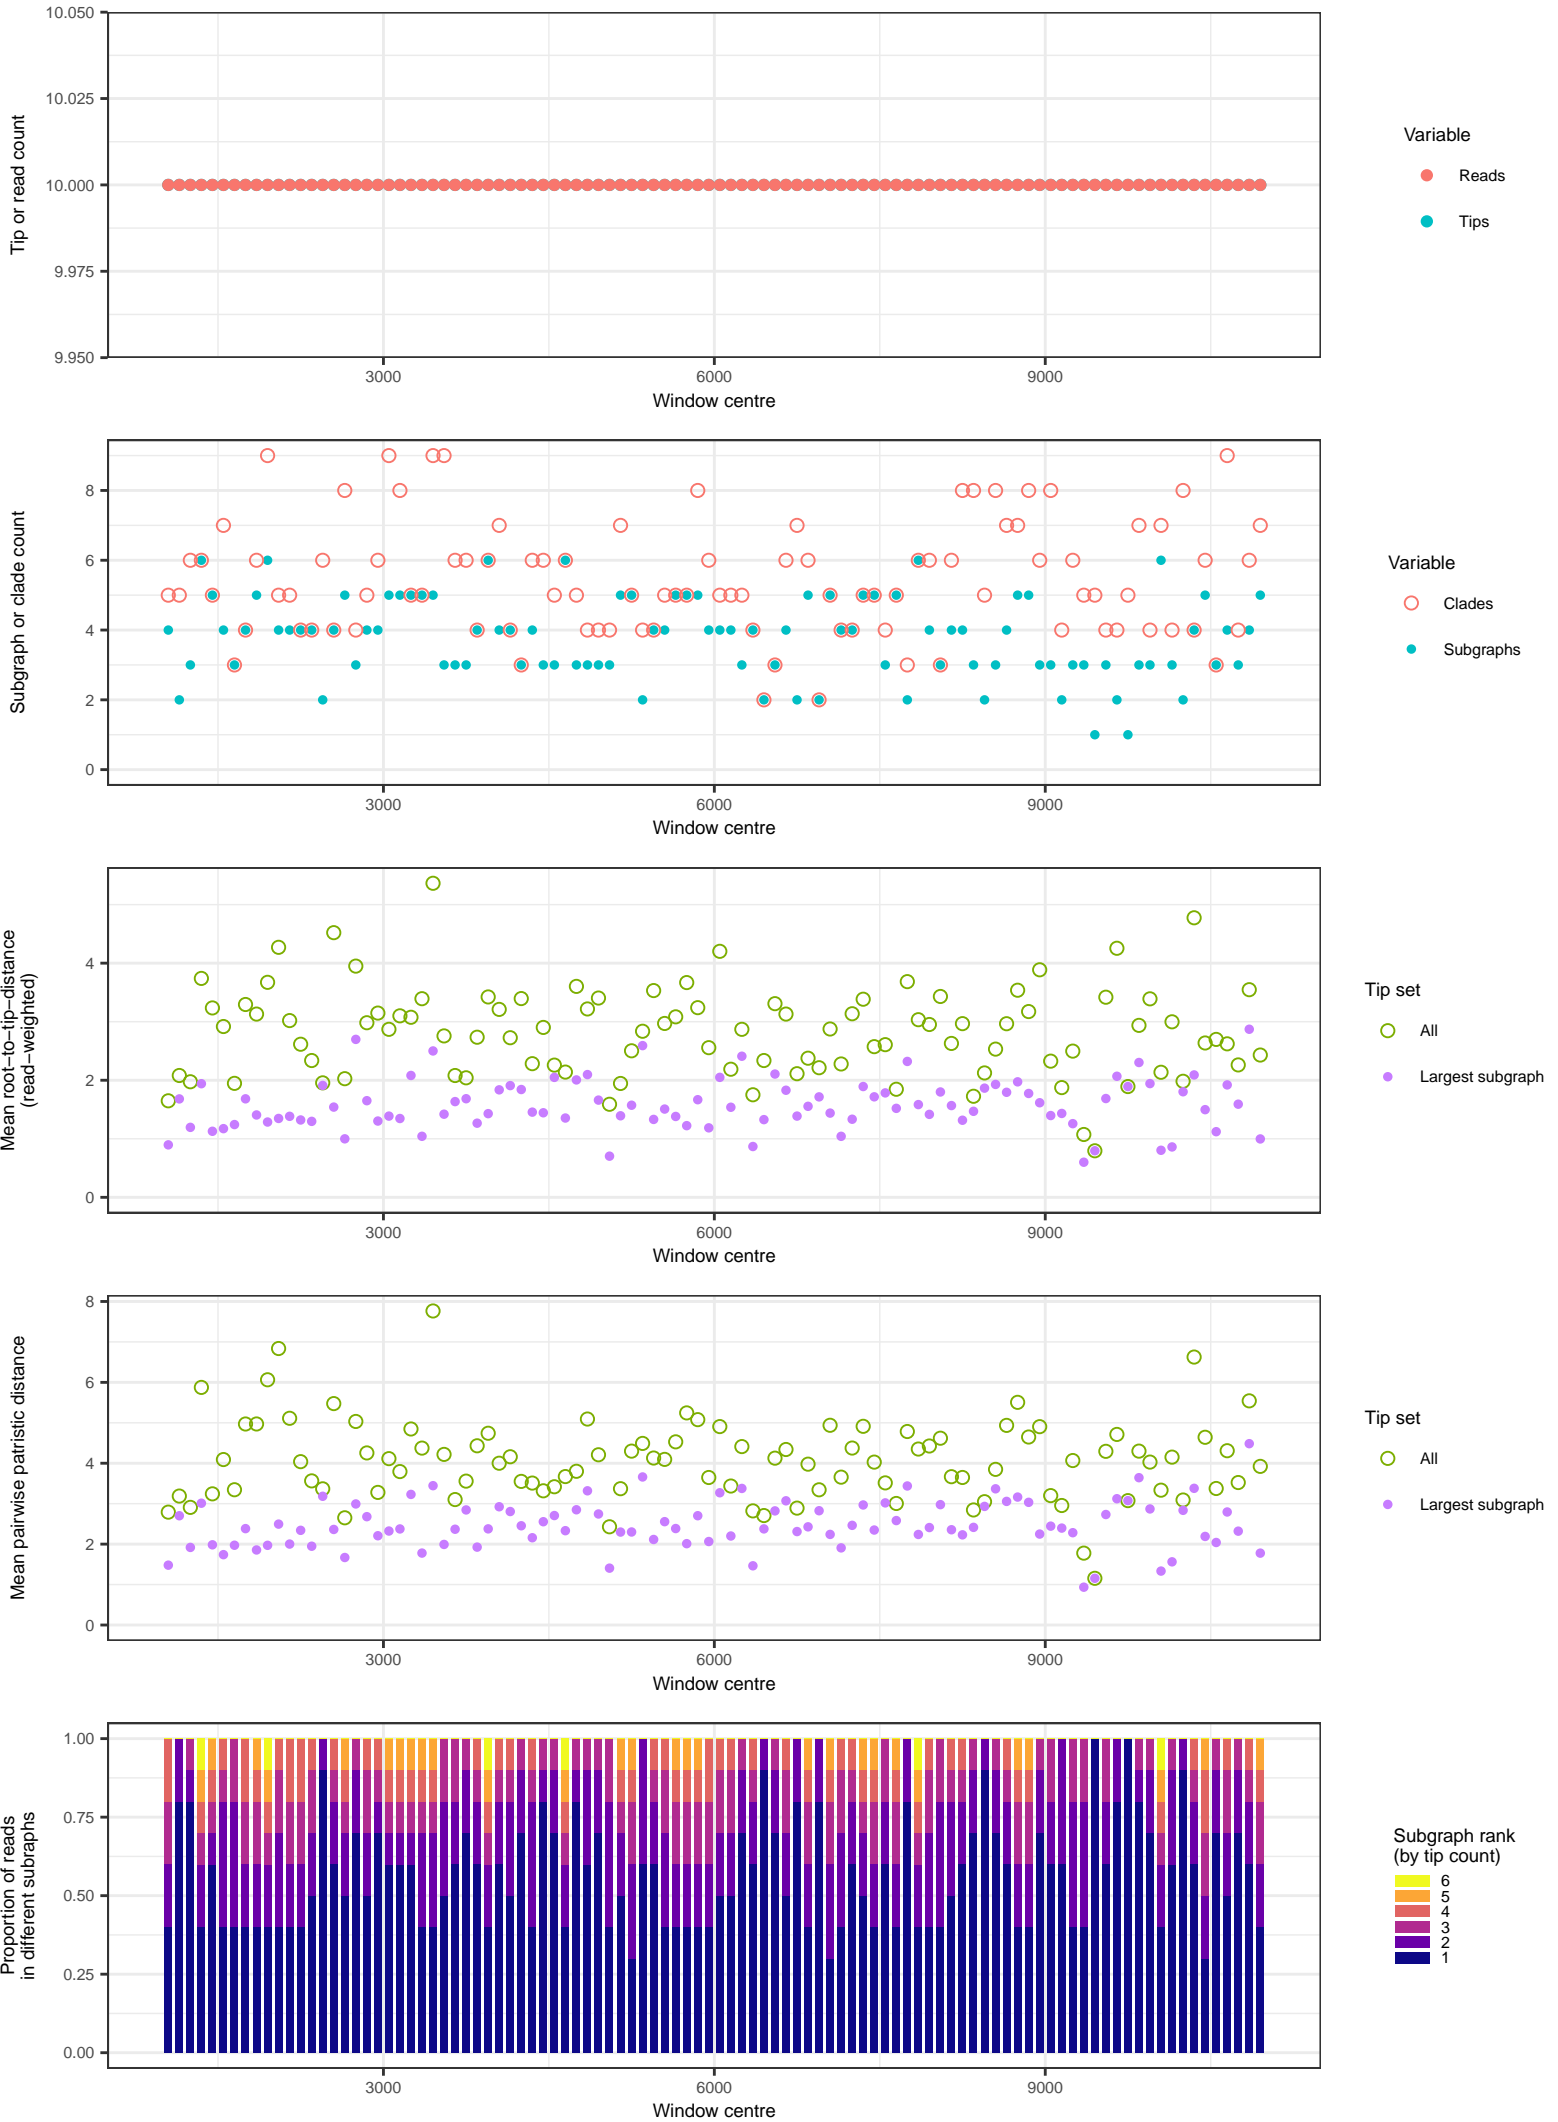 10.050
10.025
10.000
9.975
9.950
Tip or read count
3000 6000 9000
Window centre
Variable
Reads
Tips
8
6
4
2
0
Subgraph or clade count
3000 6000 9000
Window centre
Variable
Clades
Subgraphs
4
2
0
Mean root−to−tip−distance
(read−weighted)
3000 6000 9000
Window centre
Tip set
All
Largest subgraph
8
6
4
2
0
Mean pairwise patristic distance
3000 6000 9000
Window centre
Tip set
All
Largest subgraph
1.00
0.75
0.50
0.25
0.00
Proportion of reads
in different subraphs
3000 6000 9000
Window centre
Subgraph rank
(by tip count)
6
5
4
3
2
1